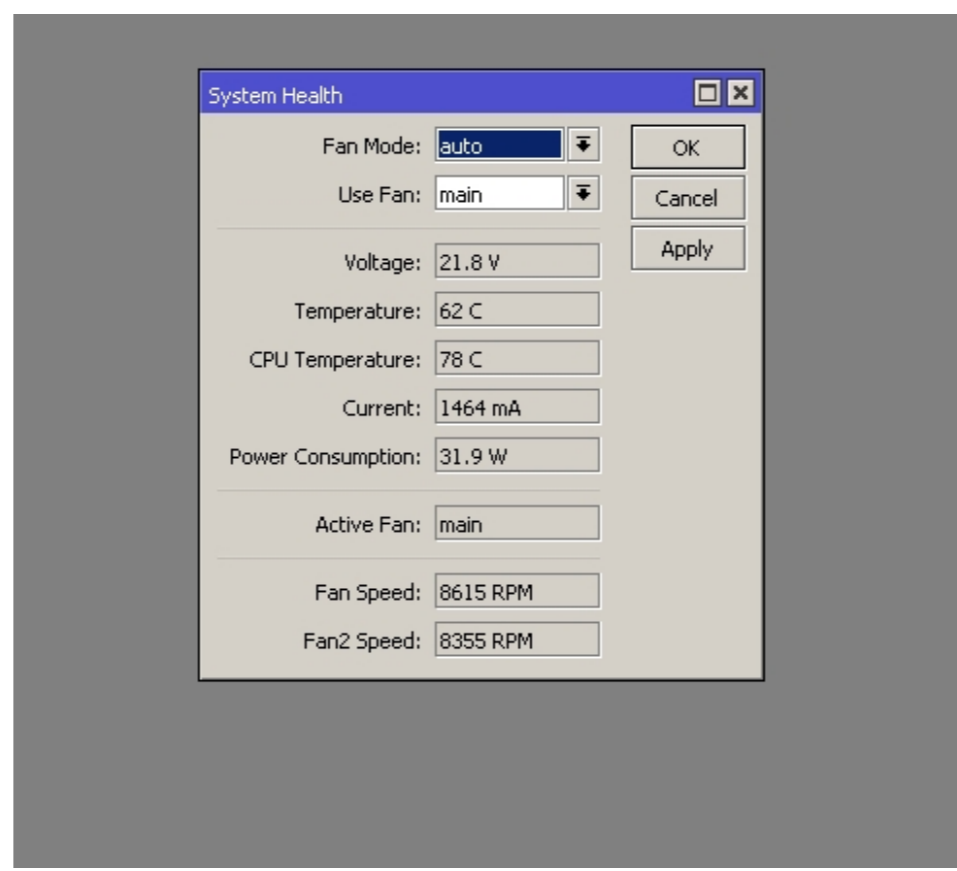 System Health
Fan Mode: auto
OK
Use Fan: main
Cancel
Apply
Voltage: 21.8 V
Temperature: 62 C
CPU Temperature: 78 C
Current: 1464 mA
Power Consumption: 31.9 W
Active Fan: main
Fan Speed: 8615 RPM
Fan2 Speed: 8355 RPM